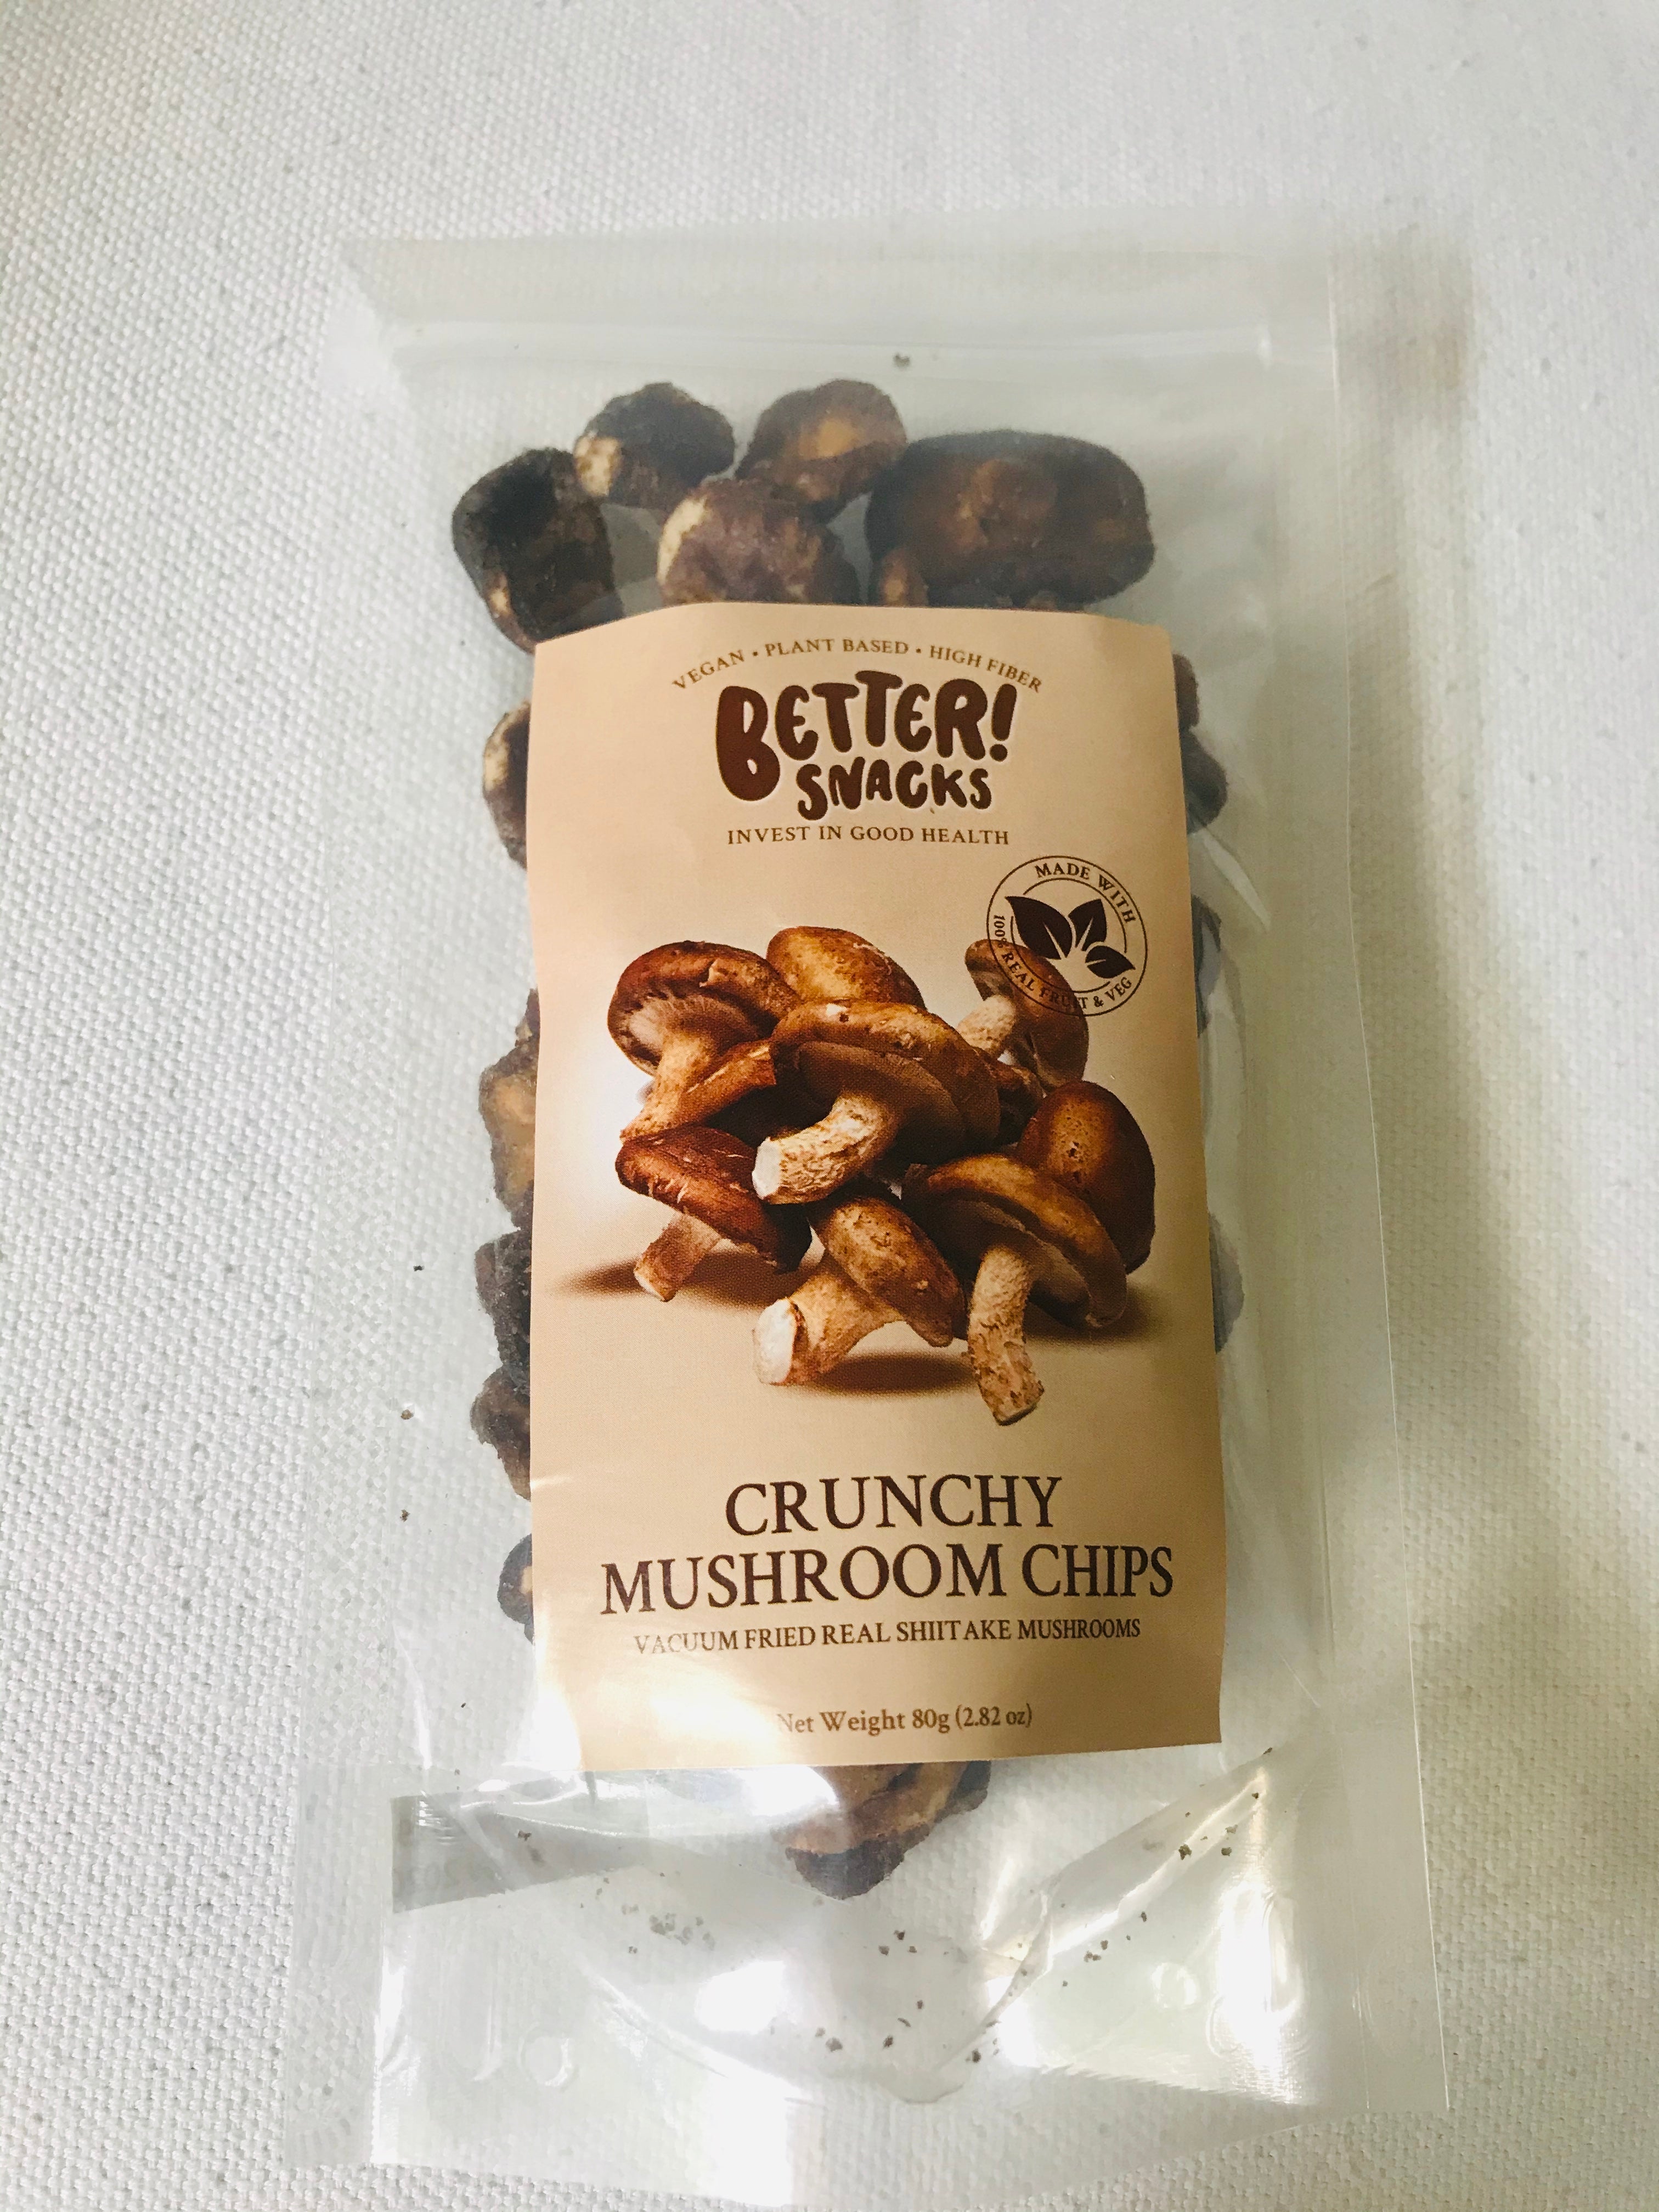 VEGAN • PLANT BASED • HIGH FIBER
BETTER!
SNACKS
INVEST IN GOOD HEALTH
MADE WITH
100% REAL FRUIT & VEG
CRUNCHY
MUSHROOM CHIPS
VACUUM FRIED REAL SHIITAKE MUSHROOMS
Net Weight 80g (2.82 oz)